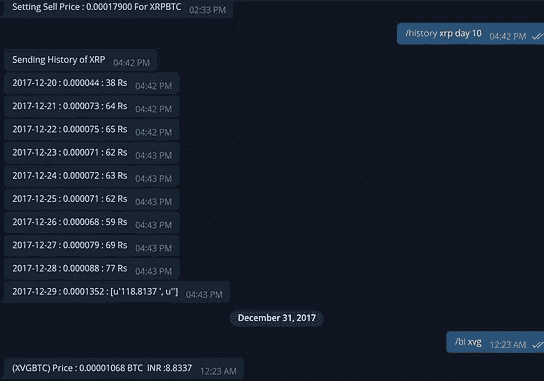 Setting Sell Price : 0.00017900 For XRPBTC 02:33 PM
/history xrp day 10 04:42 PM
Sending History of XRP 04:42 PM
2017-12-20 : 0.000044 : 38 Rs 04:42 PM
2017-12-21 : 0.000073 : 64 Rs 04:42 PM
2017-12-22 : 0.000075 : 65 Rs 04:42 PM
2017-12-23 : 0.000071 : 62 Rs 04:43 PM
2017-12-24 : 0.000072 : 63 Rs 04:43 PM
2017-12-25 : 0.000071 : 62 Rs 04:43 PM
2017-12-26 : 0.000068 : 59 Rs 04:43 PM
2017-12-27 : 0.000079 : 69 Rs 04:43 PM
2017-12-28 : 0.000088 : 77 Rs 04:43 PM
2017-12-29 : 0.0001352 : [u'118.8137 ', u''] 04:43 PM
December 31, 2017
/bi xvg 12:23 AM
(XVGBTC) Price : 0.00001068 BTC INR :8.8337 12:23 AM